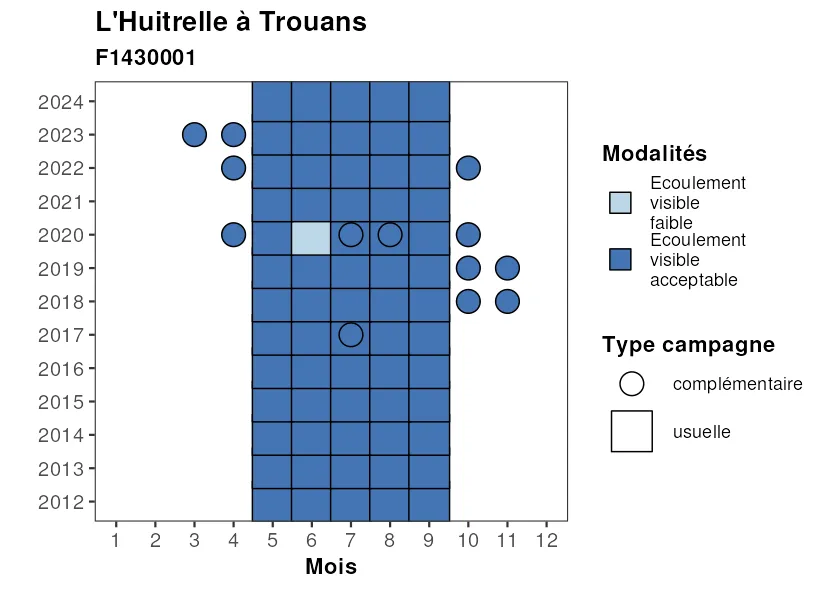 L'Huitrelle à Trouans
F1430001
2024
2023
2022
2021
2020
2019
2018
2017
2016
2015
2014
2013
2012
1 2 3 4 5 6 7 8 9 10 11 12
Mois
Modalités
Ecoulement
visible
faible
Ecoulement
visible
acceptable
Type campagne
complémentaire
usuelle